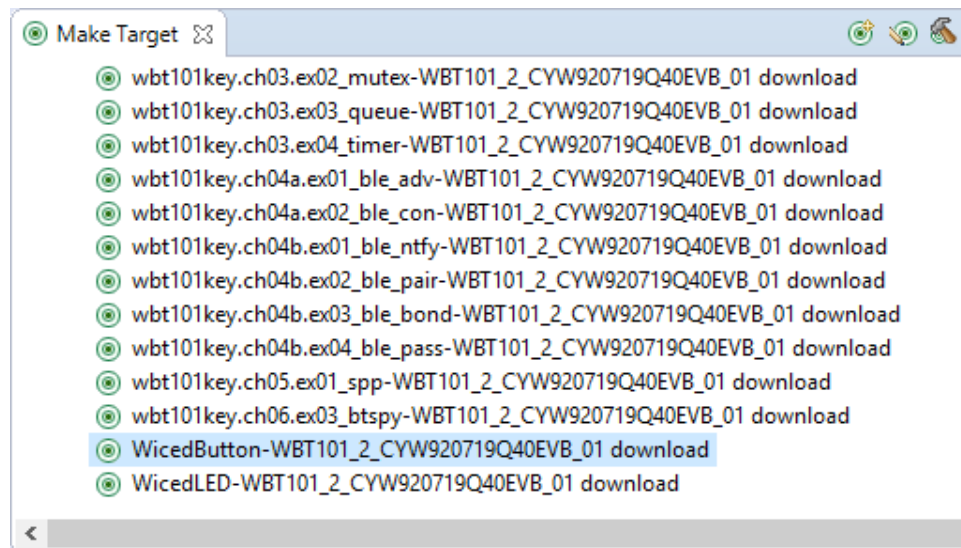 Make Target
wbt101key.ch03.ex02_mutex-WBT101_2_CYW920719Q40EVB_01 download
wbt101key.ch03.ex03_queue-WBT101_2_CYW920719Q40EVB_01 download
wbt101key.ch03.ex04_timer-WBT101_2_CYW920719Q40EVB_01 download
wbt101key.ch04a.ex01_ble_adv-WBT101_2_CYW920719Q40EVB_01 download
wbt101key.ch04a.ex02_ble_con-WBT101_2_CYW920719Q40EVB_01 download
wbt101key.ch04b.ex01_ble_ntfy-WBT101_2_CYW920719Q40EVB_01 download
wbt101key.ch04b.ex02_ble_pair-WBT101_2_CYW920719Q40EVB_01 download
wbt101key.ch04b.ex03_ble_bond-WBT101_2_CYW920719Q40EVB_01 download
wbt101key.ch04b.ex04_ble_pass-WBT101_2_CYW920719Q40EVB_01 download
wbt101key.ch05.ex01_spp-WBT101_2_CYW920719Q40EVB_01 download
wbt101key.ch06.ex03_btspy-WBT101_2_CYW920719Q40EVB_01 download
WicedButton-WBT101_2_CYW920719Q40EVB_01 download
WicedLED-WBT101_2_CYW920719Q40EVB_01 download